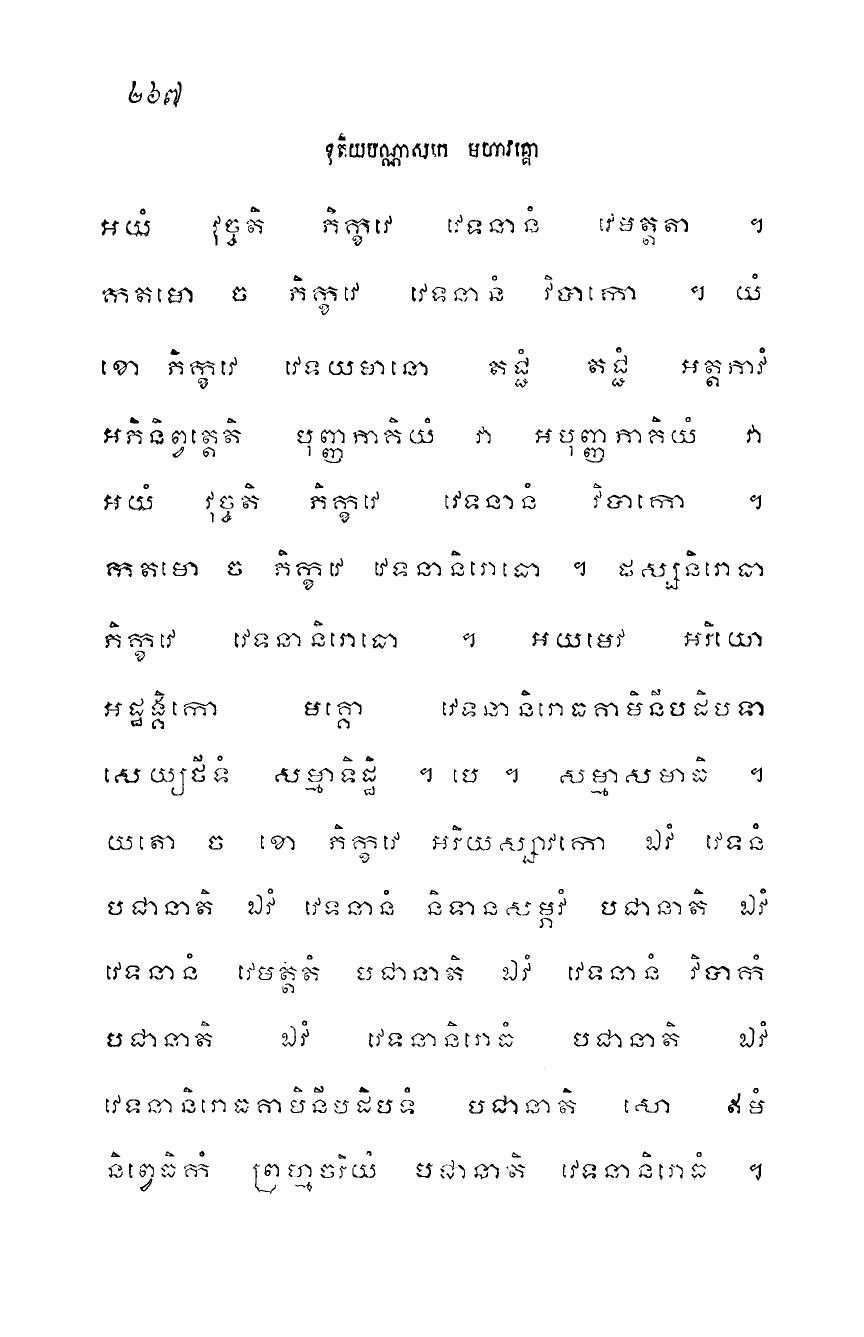 ២៦៧
ទុតិយបណ្ណាសកេ មហាវគ្គោ
អយំ វុច្ចតិ ភិក្ខវេ វេទនានំ វេមត្តតា ។
កតមោ ច ភិក្ខវេ វេទនានំ វិបាកោ ។ យំ
ខោ ភិក្ខវេ វេទយមានោ តជ្ជំ តជ្ជំ អត្តភាវំ
អភិនិព្វត្តេតិ បុញ្ញភាគិយំ វា អបុញ្ញភាគិយំ វា
អយំ វុច្ចតិ ភិក្ខវេ វេទនានំ វិបាកោ ។
កតមោ ច ភិក្ខវេ វេទនានិរោធោ ។ ផស្សនិរោធា
ភិក្ខវេ វេទនានិរោធោ ។ អយមេវ អរិយោ
អដ្ឋង្គិកោ មគ្គោ វេទនានិរោធគាមិនីបដិបទា
សេយ្យថីទំ សម្មាទិដ្ឋិ ។ បេ ។ សម្មាសមាធិ ។
យតោ ច ខោ ភិក្ខវេ អរិយស្សាវកោ ឯវំ វេទនំ
បជានាតិ ឯវំ វេទនានំ និទានសម្ភវំ បជានាតិ ឯវំ
វេទនានំ វេមត្តតំ បជានាតិ ឯវំ វេទនានំ វិបាកំ
បជានាតិ ឯវំ វេទនានិរោធំ បជានាតិ ឯវំ
វេទនានិរោធគាមិនីបដិបទំ បជានាតិ សោ ឥមំ
និព្វេធិកំ ព្រហ្មចរិយំ បជានាតិ វេទនានិរោធំ ។